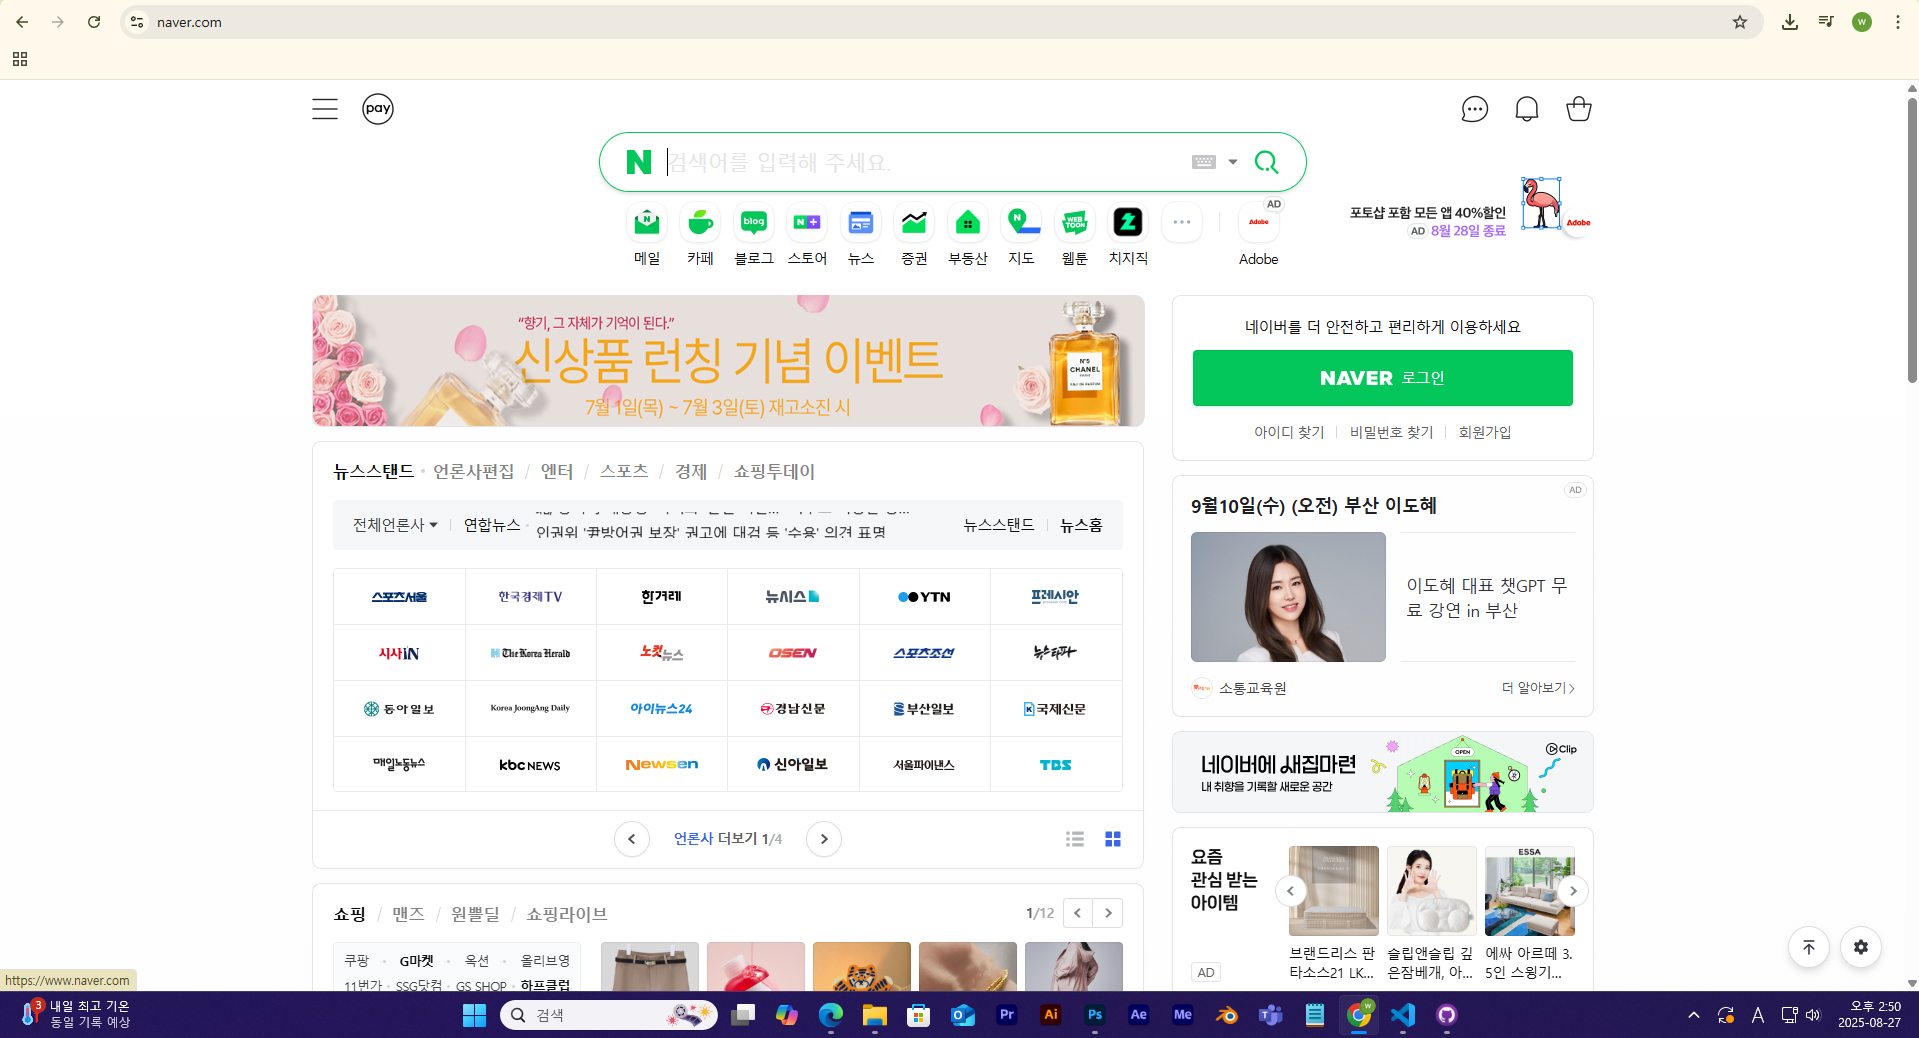 naver.com
pay
N 검색어를 입력해 주세요.
메일 카페 블로그 스토어 뉴스 증권 부동산 지도 웹툰 치지직 AD Adobe
blog
N+
WEB TOON
Adobe
포토샵 포함 모든 앱 40%할인
AD 8월 28일 종료
Adobe
“향기, 그 자체가 기억이 된다.”
신상품 런칭 기념 이벤트
7월 1일(목) ~ 7월 3일(토) 재고소진 시
N°5
CHANEL
네이버를 더 안전하고 편리하게 이용하세요
NAVER 로그인
아이디 찾기 비밀번호 찾기 회원가입
뉴스스탠드 · 언론사편집 / 엔터 / 스포츠 / 경제 / 쇼핑투데이
전체언론사 연합뉴스 ·
인권위 '尹방어권 보장' 권고에 대검 등 '수용' 의견 표명
뉴스스탠드 뉴스홈
스포츠서울 한국경제TV 한겨레 뉴시스 YTN 프레시안
시사IN The Korea Herald 노컷뉴스 OSEN 스포츠조선 뉴스타파
동아일보 Korea JoongAng Daily 아이뉴스24 경남신문 부산일보 국제신문
매일노동뉴스 kbc NEWS Newsen 신아일보 서울파이낸스 TBS
언론사 더보기 1/4
쇼핑 / 맨즈 / 원쁠딜 / 쇼핑라이브
1/12
쿠팡 · G마켓 · 옥션 · 올리브영
11번가 · SSG닷컴 · GS SHOP · 하프클럽
AD
9월10일(수) (오전) 부산 이도혜
이도혜 대표 챗GPT 무
료 강연 in 부산
소통교육원
더 알아보기
네이버에 새집마련
내 취향을 기록할 새로운 공간
OPEN
Clip
요즘
관심 받는
아이템
AD
ESSA
브랜드리스 판
타소스21 LK...
슬립앤슬립 깊
은잠베개, 아...
에싸 아르떼 3.
5인 스윙기...
https://www.naver.com
3
내일 최고 기온
동일 기록 예상
검색
Pr Ai Ps Ae Me
A
오후 2:50
2025-08-27